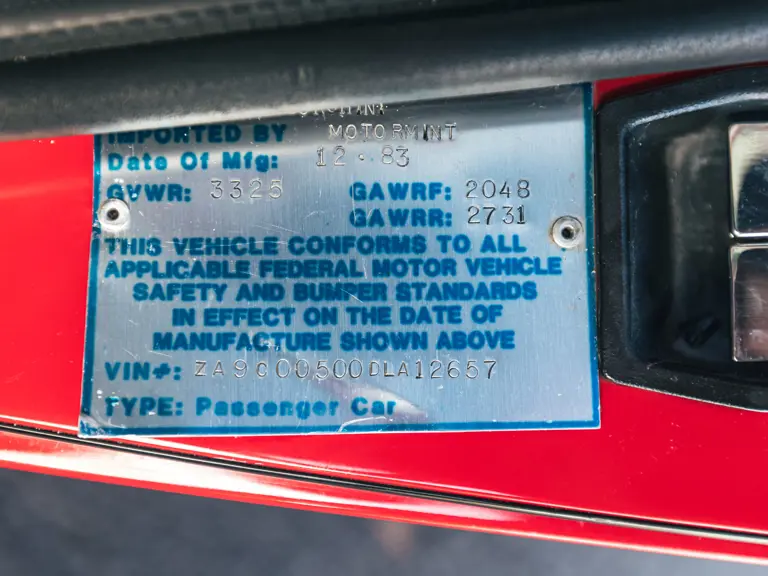 IMPORTED BY MOTORMINT
Date Of Mfg: 12 · 83
GVWR: 3325 GAWRF: 2048
GAWRR: 2731
THIS VEHICLE CONFORMS TO ALL
APPLICABLE FEDERAL MOTOR VEHICLE
SAFETY AND BUMPER STANDARDS
IN EFFECT ON THE DATE OF
MANUFACTURE SHOWN ABOVE
VIN#: ZA9C00500DLA12657
TYPE: Passenger Car